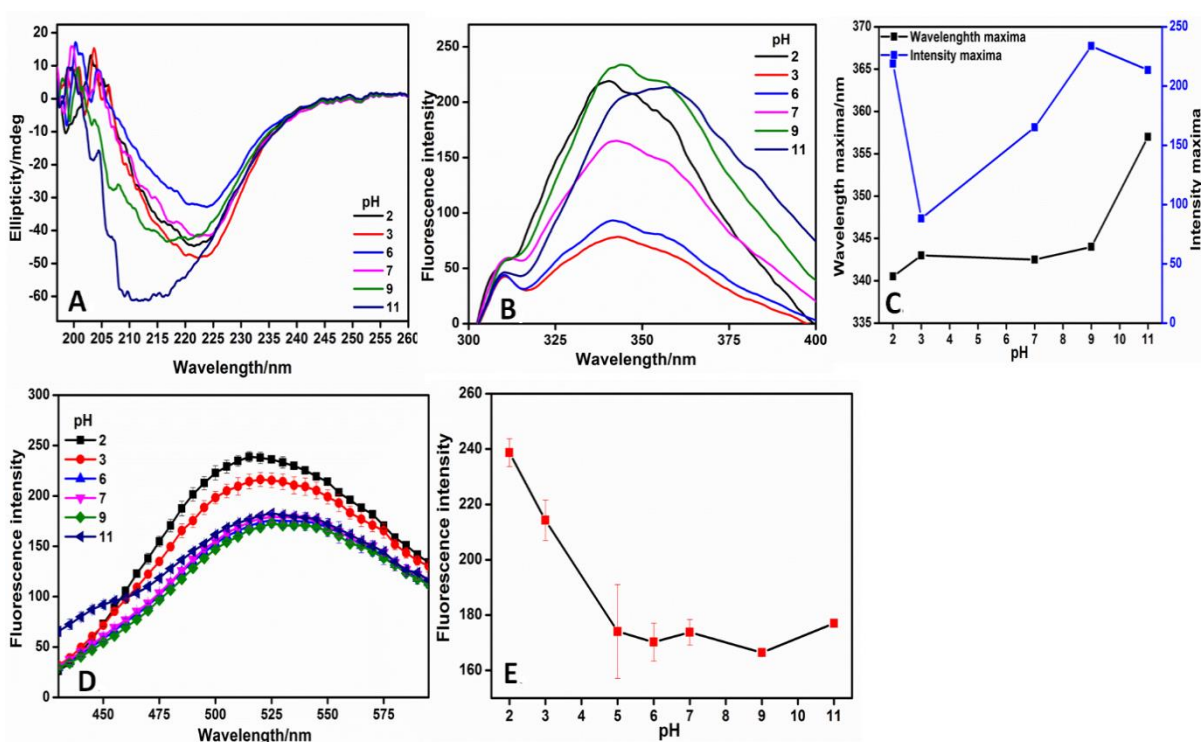 20
10
0
-10
-20
-30
-40
-50
-60
Ellipticity/mdeg
200 205 210 215 220 225 230 235 240 245 250 255 260
Wavelength/nm
pH
2
3
6
7
9
11
A
250
200
150
100
50
0
Fluorescence intensity
300 325 350 375 400
Wavelength/nm
pH
2
3
6
7
9
11
B
370
365
360
355
350
345
340
335
Wavelength maxima/nm
Wavelenghth maxima
Intensity maxima
250
200
150
100
50
0
Intensity maxima
2 3 4 5 6 7 8 9 10 11
pH
C
300
250
200
150
100
50
0
Fluorescence intensity
450 475 500 525 550 575
Wavelength/nm
pH
2
3
6
7
9
11
D
260
240
220
200
180
160
Fluorescence intensity
2 3 4 5 6 7 8 9 10 11
pH
E